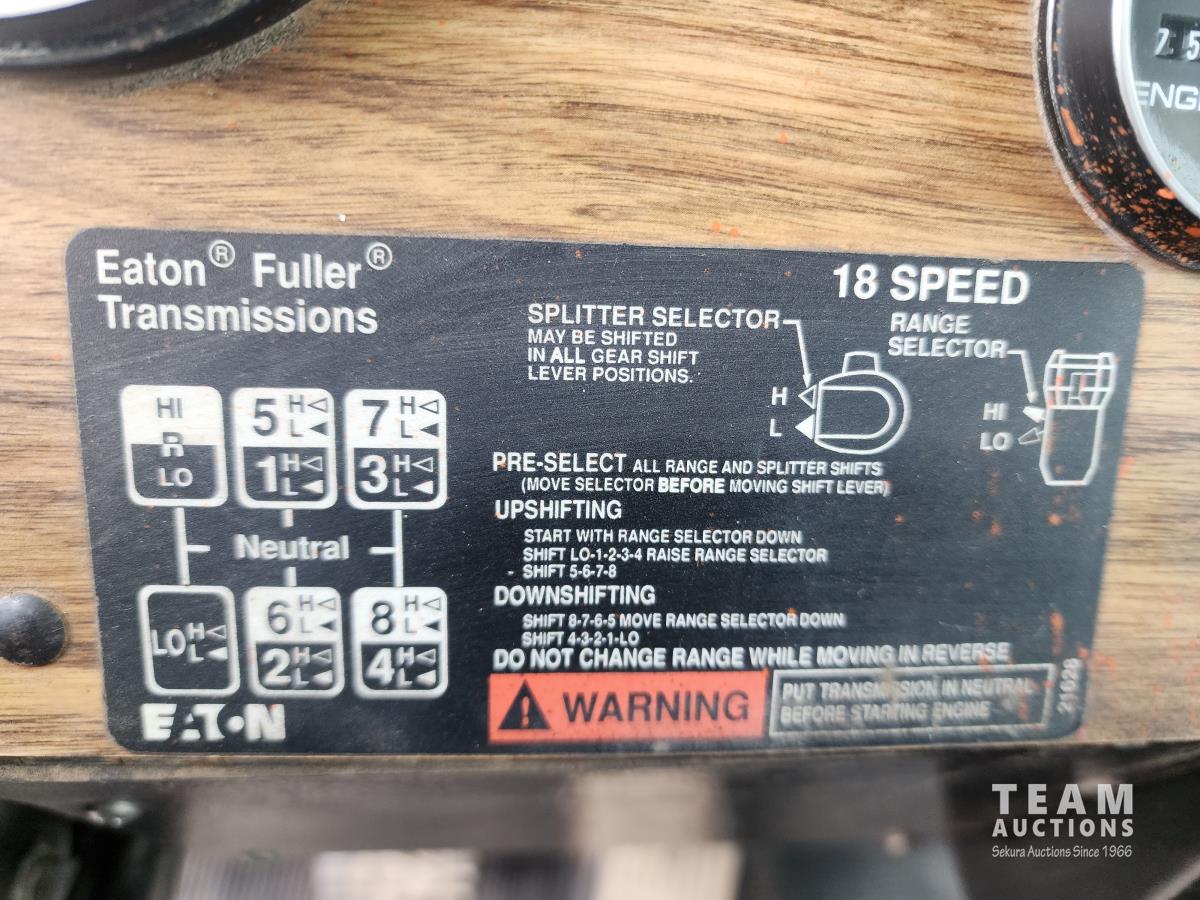 7 5
ENG
Eaton® Fuller®
Transmissions
18 SPEED
SPLITTER SELECTOR
MAY BE SHIFTED
IN ALL GEAR SHIFT
LEVER POSITIONS.
H
L
RANGE
SELECTOR
HI
LO
HI
R
LO
5 H L
1 H L
7 H L
3 H L
Neutral
LO H L
6 H L
2 H L
8 H L
4 H L
PRE-SELECT ALL RANGE AND SPLITTER SHIFTS
(MOVE SELECTOR BEFORE MOVING SHIFT LEVER)
UPSHIFTING
START WITH RANGE SELECTOR DOWN
SHIFT LO-1-2-3-4 RAISE RANGE SELECTOR
- SHIFT 5-6-7-8
DOWNSHIFTING
SHIFT 8-7-6-5 MOVE RANGE SELECTOR DOWN
SHIFT 4-3-2-1-LO
DO NOT CHANGE RANGE WHILE MOVING IN REVERSE
EATON
WARNING
PUT TRANSMISSION IN NEUTRAL
BEFORE STARTING ENGINE
21628
TEAM
AUCTIONS
Sekura Auctions Since 1966